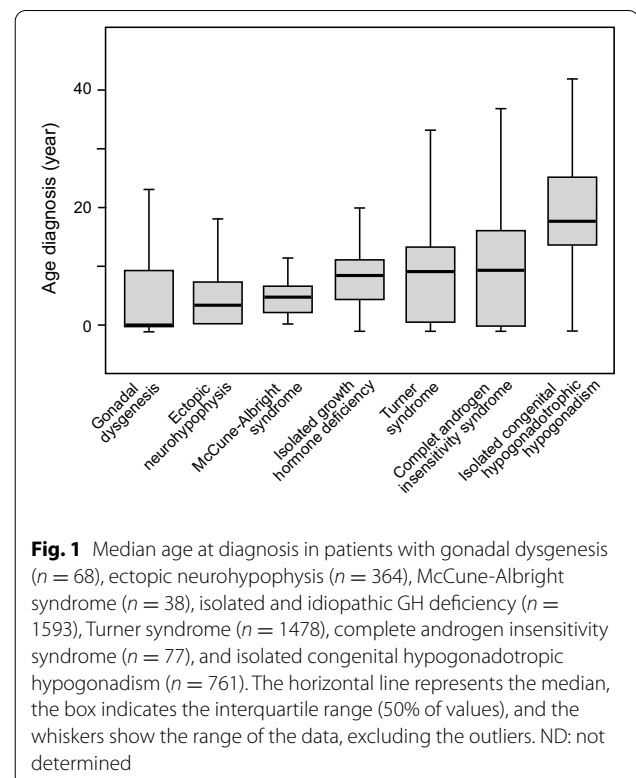 Age diagnosis (year)
40
20
0
Gonadal
dysgenesis
Ectopic
neurohypophysis
McCune-Albright
syndrome
Isolated growth
hormone deficiency
Turner
syndrome
Complet androgen
insensitivity syndrome
Isolated congenital
hypogonadotrophic
hypogonadism
Fig. 1 Median age at diagnosis in patients with gonadal dysgenesis
(n = 68), ectopic neurohypophysis (n = 364), McCune-Albright
syndrome (n = 38), isolated and idiopathic GH deficiency (n =
1593), Turner syndrome (n = 1478), complete androgen insensitivity
syndrome (n = 77), and isolated congenital hypogonadotropic
hypogonadism (n = 761). The horizontal line represents the median,
the box indicates the interquartile range (50% of values), and the
whiskers show the range of the data, excluding the outliers. ND: not
determined